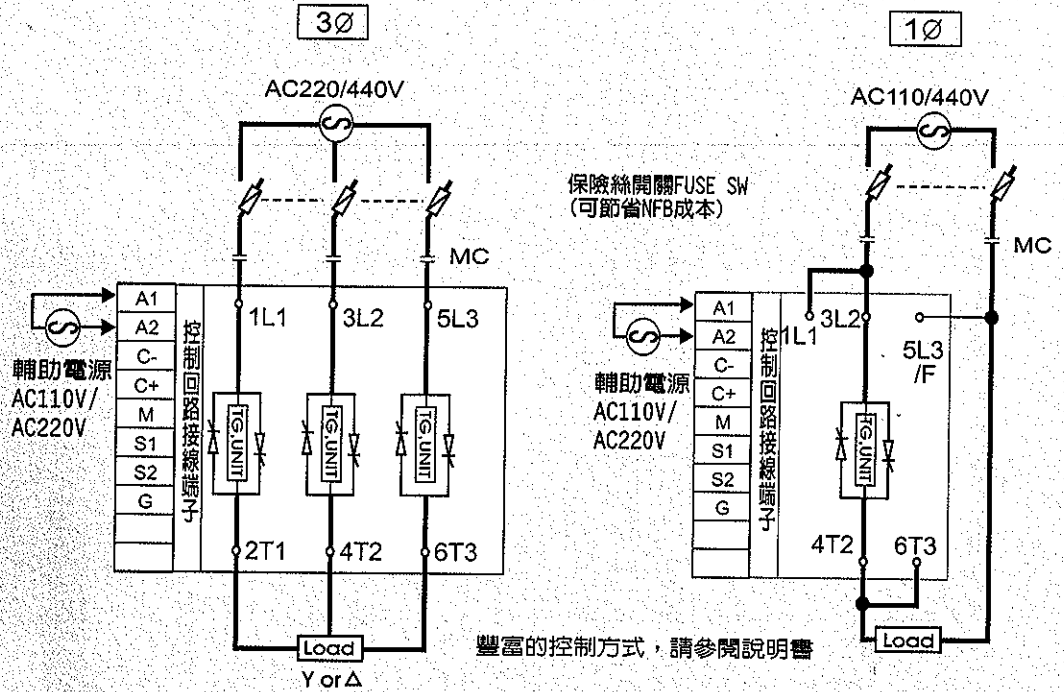 3Ø
AC220/440V
MC
A1
A2
C-
C+
M
S1
S2
G
控制回路接線端子
輔助電源
AC110V/
AC220V
1L1
3L2
5L3
TG.UNIT
TG.UNIT
TG.UNIT
2T1
4T2
6T3
Load
Y or △
1Ø
AC110/440V
保險絲開關FUSE SW
(可節省NFB成本)
MC
A1
A2
C-
C+
M
S1
S2
G
控制回路接線端子
輔助電源
AC110V/
AC220V
1L1
3L2
5L3
/F
TG.UNIT
4T2
6T3
Load
豐富的控制方式，請參閱說明書